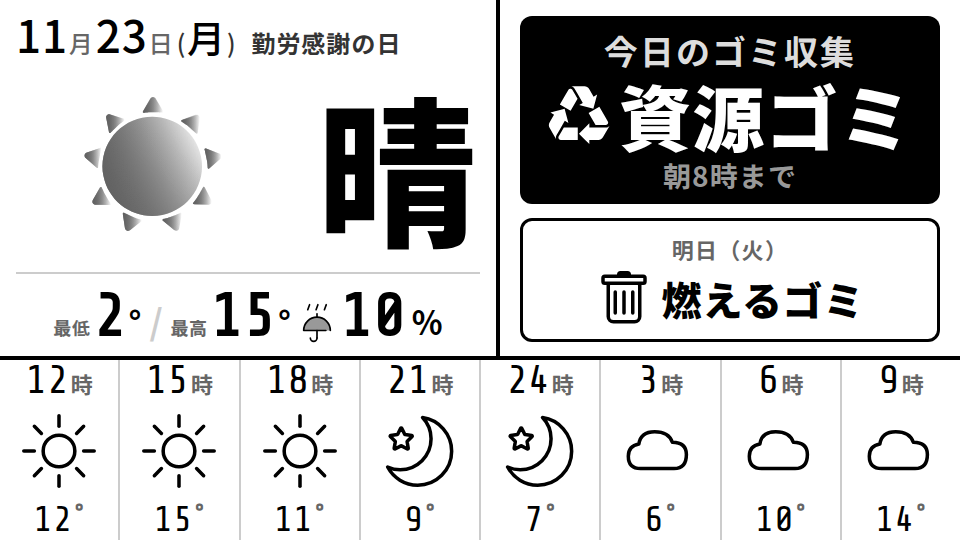 11月23日(月) 勤労感謝の日
晴
最低 2° / 最高 15° 10%
今日のゴミ収集
資源ゴミ
朝8時まで
明日（火）
燃えるゴミ
12時 15時 18時 21時 24時 3時 6時 9時
12° 15° 11° 9° 7° 6° 10° 14°